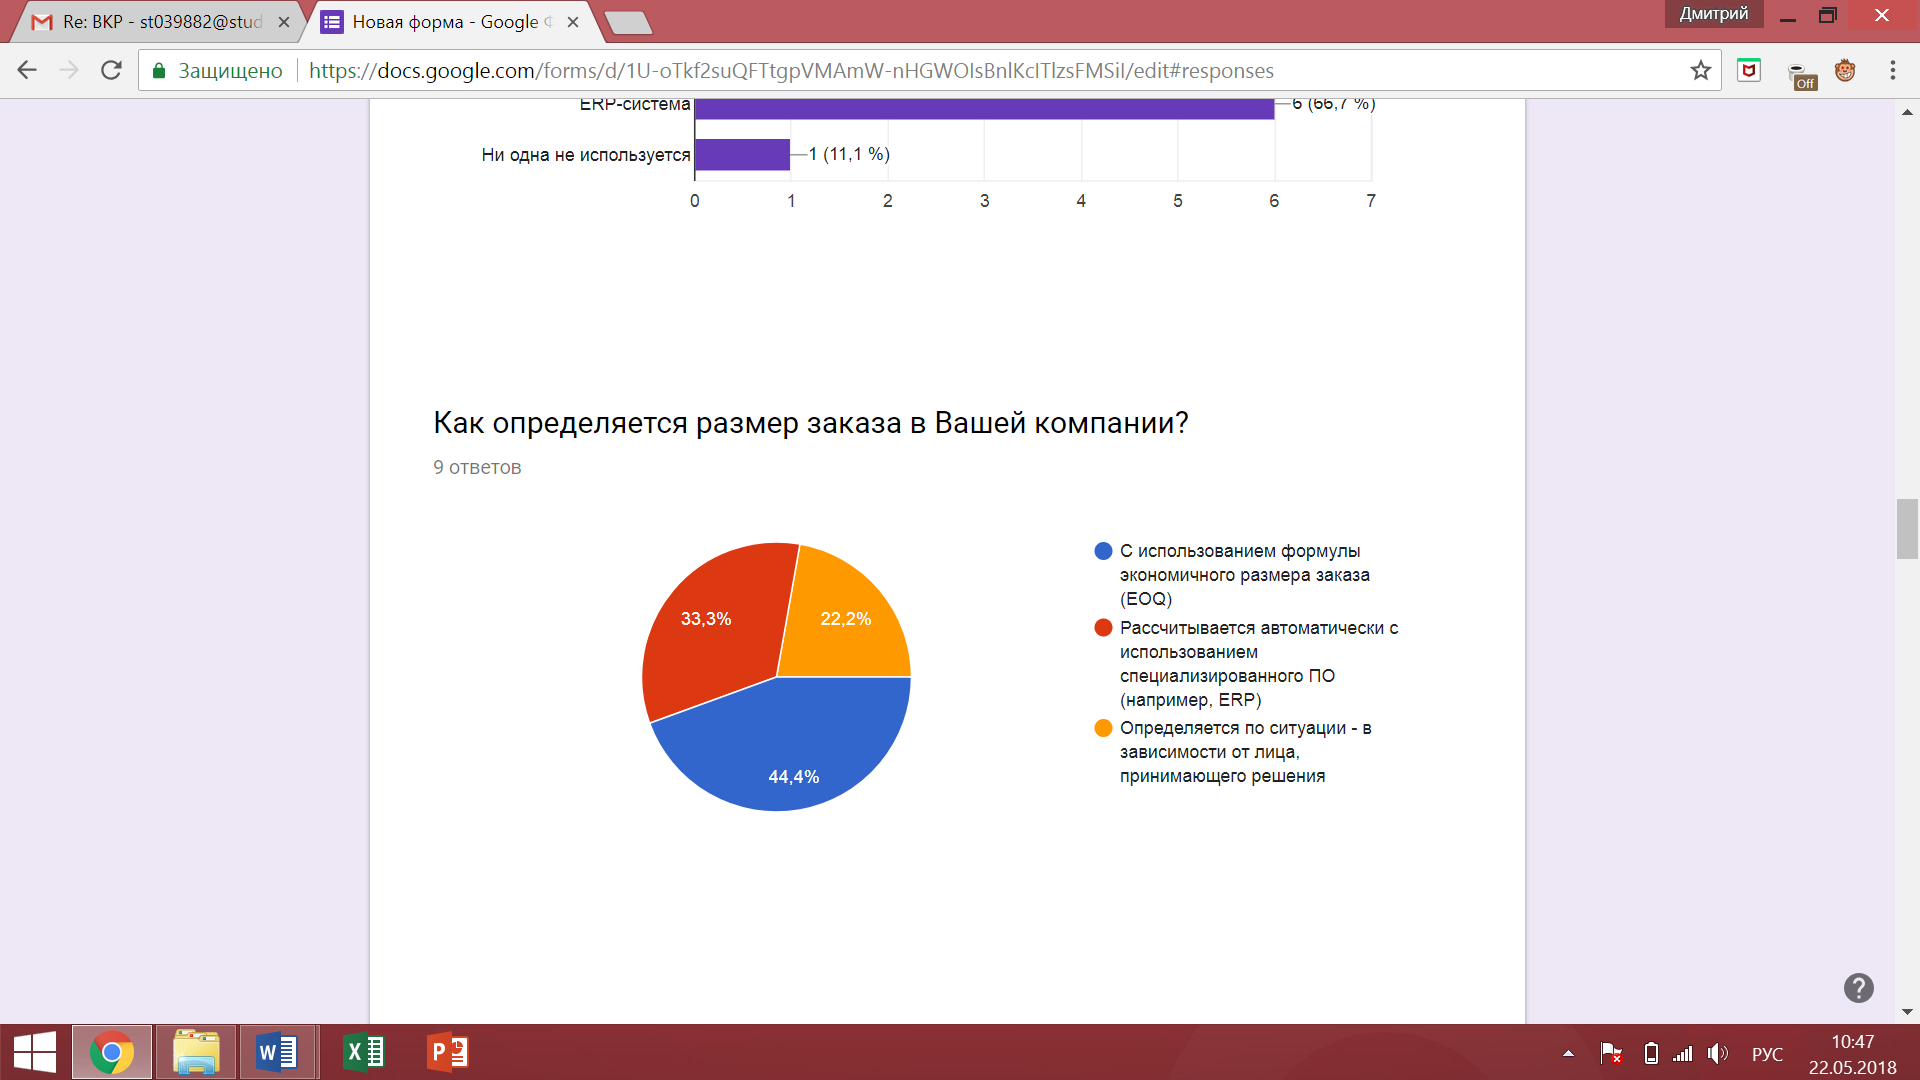 Re: ВКР - st039882@stud
Новая форма - Google Ф
Дмитрий
Защищено
https://docs.google.com/forms/d/1U-oTkf2suQFTtgpVMAmW-nHGWOIsBnlKcITlzsFMSiI/edit#responses
Off
ERP-система
6 (66,7 %)
Ни одна не используется
1 (11,1 %)
0 1 2 3 4 5 6 7
Как определяется размер заказа в Вашей компании?
9 ответов
33,3%
22,2%
44,4%
С использованием формулы
экономичного размера заказа
(EOQ)
Рассчитывается автоматически с
использованием
специализированного ПО
(например, ERP)
Определяется по ситуации - в
зависимости от лица,
принимающего решения
РУС
10:47
22.05.2018